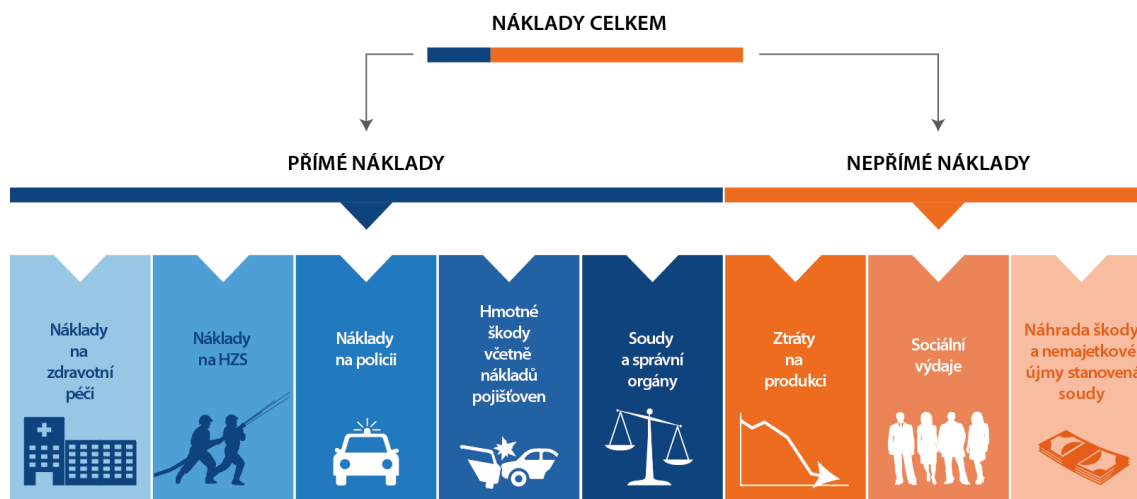 NÁKLADY CELKEM
PŘÍMÉ NÁKLADY
NEPŘÍMÉ NÁKLADY
Náklady
na
zdravotní
péči
Náklady
na HZS
Náklady
na policii
Hmotné
škody
včetně
nákladů
pojišťoven
Soudy
a správní
orgány
Ztráty
na
produkci
Sociální
výdaje
Náhrada škody
a nemajetkové
újmy stanovená
soudy